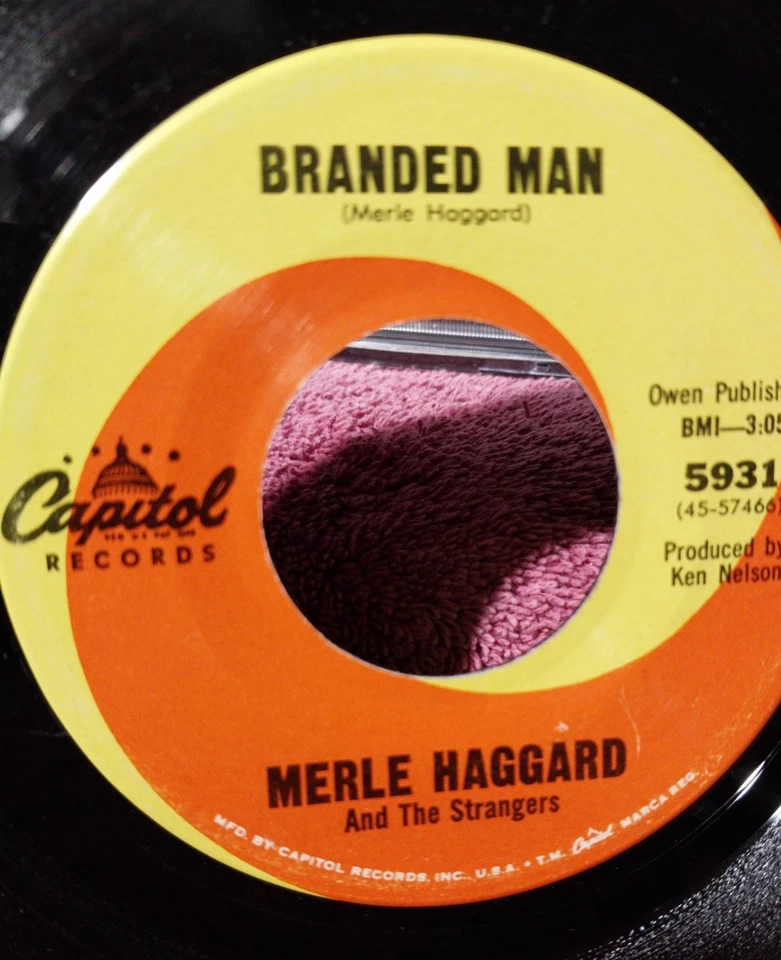 BRANDED MAN
(Merle Haggard)
Owen Publish
BMI—3:05
5931
(45-57466)
Produced by
Ken Nelson
Capitol
RECORDS
MERLE HAGGARD
And The Strangers
MFD. BY CAPITOL RECORDS, INC., U.S.A. • T.M. Capitol MARCA REG.